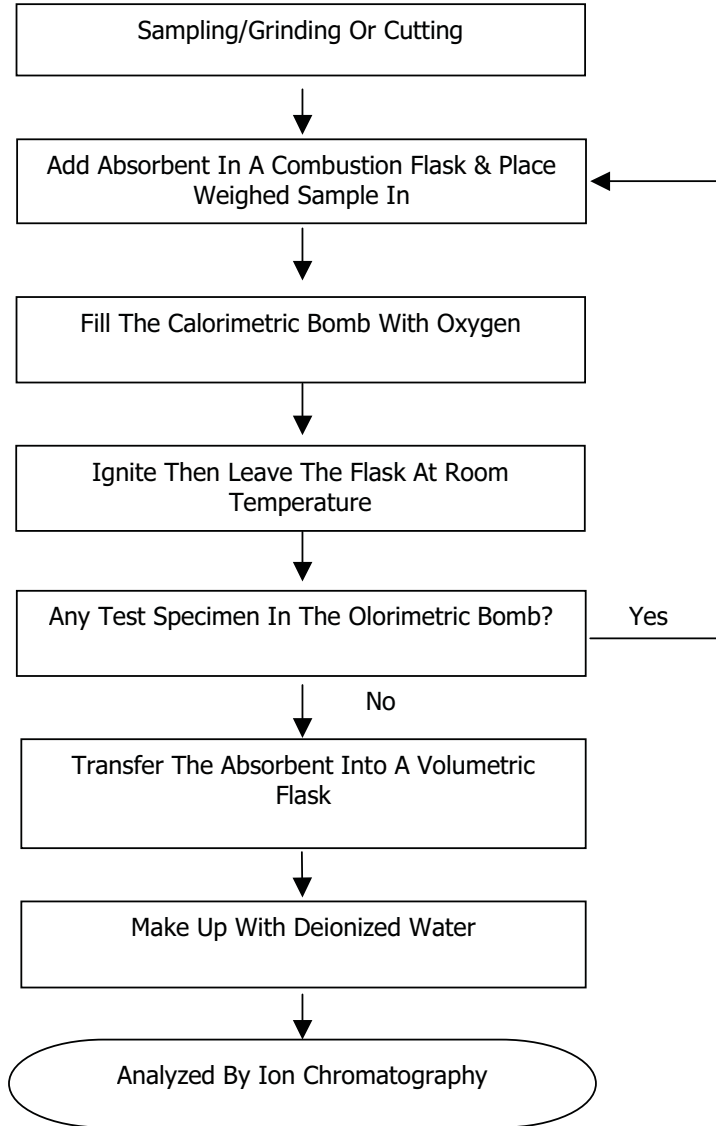 Sampling/Grinding Or Cutting
Add Absorbent In A Combustion Flask & Place
Weighed Sample In
Fill The Calorimetric Bomb With Oxygen
Ignite Then Leave The Flask At Room
Temperature
Any Test Specimen In The Olorimetric Bomb?
Yes
No
Transfer The Absorbent Into A Volumetric
Flask
Make Up With Deionized Water
Analyzed By Ion Chromatography